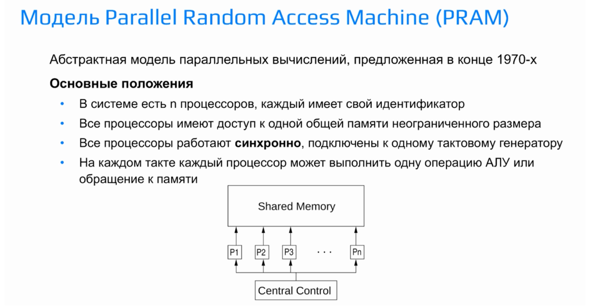 Модель Parallel Random Access Machine (PRAM)
Абстрактная модель параллельных вычислений, предложенная в конце 1970-х
Основные положения
• В системе есть n процессоров, каждый имеет свой идентификатор
• Все процессоры имеют доступ к одной общей памяти неограниченного размера
• Все процессоры работают синхронно, подключены к одному тактовому генератору
• На каждом такте каждый процессор может выполнить одну операцию АЛУ или
обращение к памяти
Shared Memory
P1 P2 P3 · · · Pn
Central Control